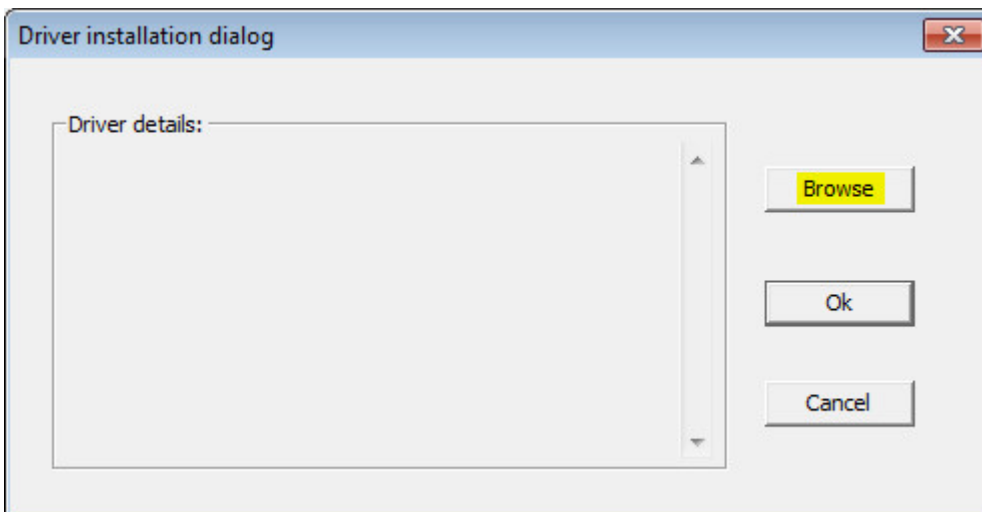 Driver installation dialog
Driver details:
Browse
Ok
Cancel